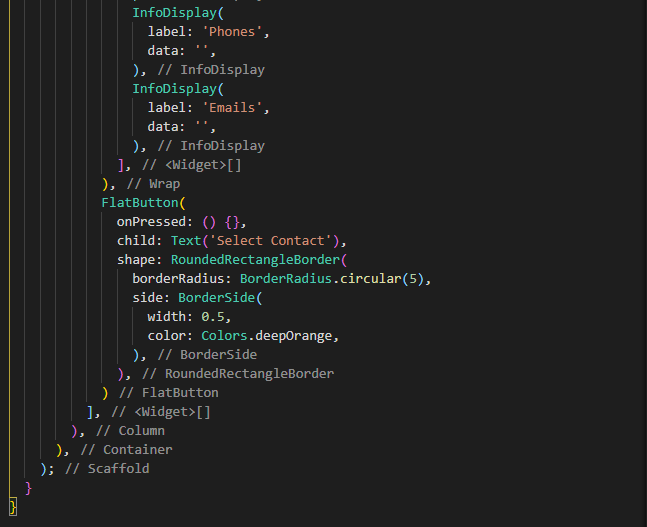 InfoDisplay(
label: 'Phones',
data: '',
), // InfoDisplay
InfoDisplay(
label: 'Emails',
data: '',
), // InfoDisplay
], // <Widget>[]
), // Wrap
FlatButton(
onPressed: () {},
child: Text('Select Contact'),
shape: RoundedRectangleBorder(
borderRadius: BorderRadius.circular(5),
side: BorderSide(
width: 0.5,
color: Colors.deepOrange,
), // BorderSide
), // RoundedRectangleBorder
) // FlatButton
], // <Widget>[]
), // Column
), // Container
); // Scaffold
}
}